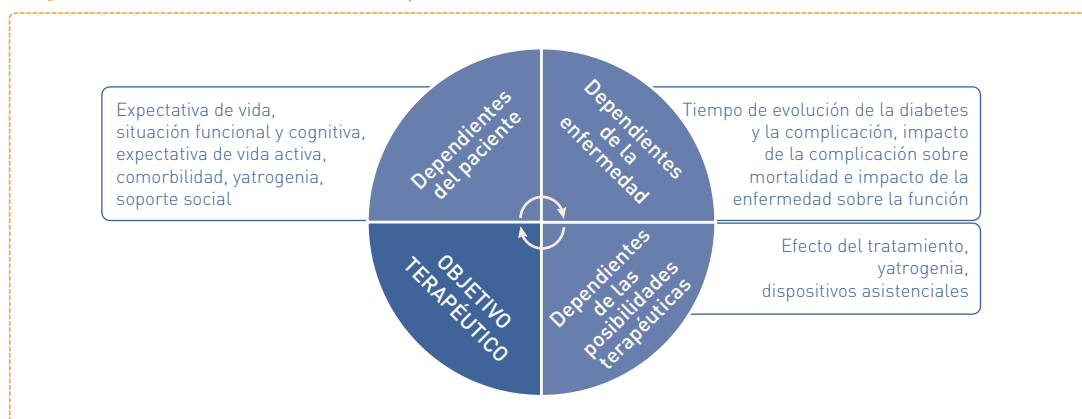 Expectativa de vida,
situación funcional y cognitiva,
expectativa de vida activa,
comorbilidad, yatrogenia,
soporte social
Dependientes
del paciente
Dependientes
de la
enfermedad
Tiempo de evolución de la diabetes
y la complicación, impacto
de la complicación sobre
mortalidad e impacto de la
enfermedad sobre la función
OBJETIVO
TERAPÉUTICO
Dependientes
de las
posibilidades
terapéuticas
Efecto del tratamiento,
yatrogenia,
dispositivos asistenciales